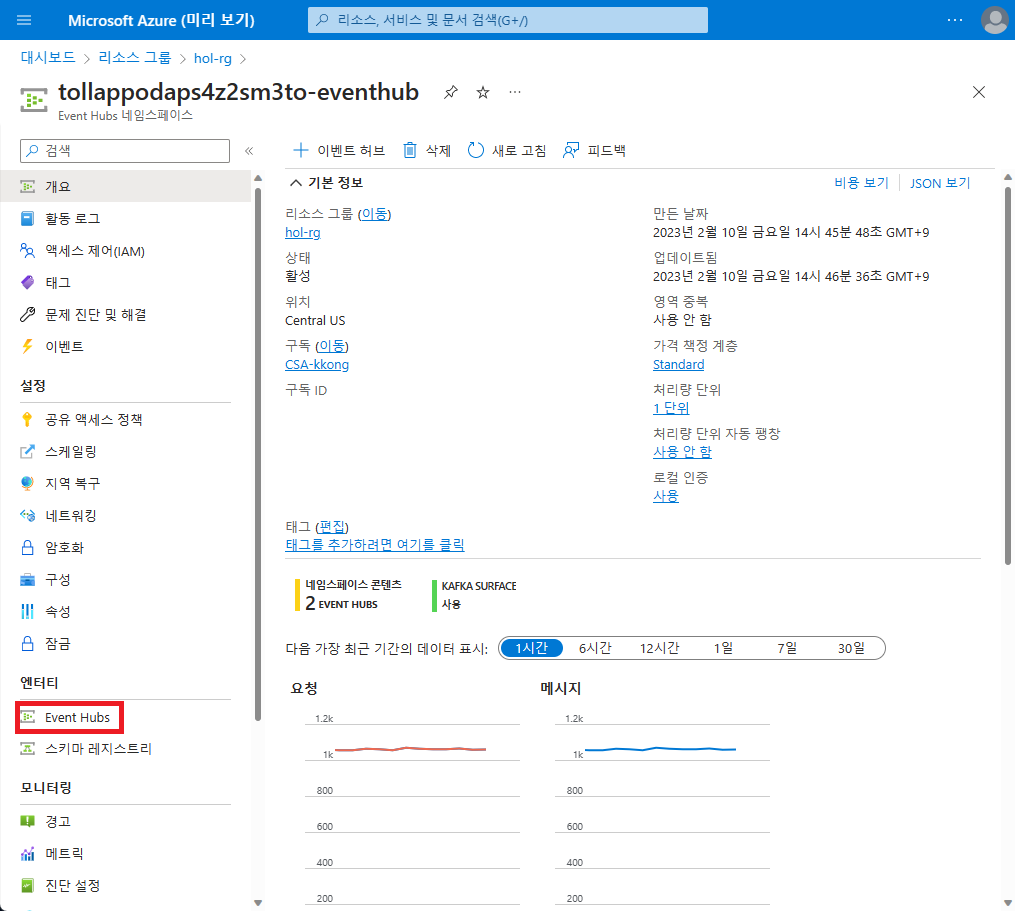 Microsoft Azure (미리 보기)
리소스, 서비스 및 문서 검색(G+/)
대시보드 > 리소스 그룹 > hol-rg >
tollappodaps4z2sm3to-eventhub
Event Hubs 네임스페이스
검색
개요
활동 로그
액세스 제어(IAM)
태그
문제 진단 및 해결
이벤트
설정
공유 액세스 정책
스케일링
지역 복구
네트워킹
암호화
구성
속성
잠금
엔터티
Event Hubs
스키마 레지스트리
모니터링
경고
메트릭
진단 설정
이벤트 허브 삭제 새로 고침 피드백
기본 정보
비용 보기 JSON 보기
리소스 그룹 (이동)
hol-rg
상태
활성
위치
Central US
구독 (이동)
CSA-kkong
구독 ID
만든 날짜
2023년 2월 10일 금요일 14시 45분 48초 GMT+9
업데이트됨
2023년 2월 10일 금요일 14시 46분 36초 GMT+9
영역 중복
사용 안 함
가격 책정 계층
Standard
처리량 단위
1 단위
처리량 단위 자동 팽창
사용 안 함
로컬 인증
사용
태그 (편집)
태그를 추가하려면 여기를 클릭
네임스페이스 콘텐츠
2 EVENT HUBS
KAFKA SURFACE
사용
다음 가장 최근 기간의 데이터 표시: 1시간 6시간 12시간 1일 7일 30일
요청
1.2k
1k
800
600
400
200
메시지
1.2k
1k
800
600
400
200